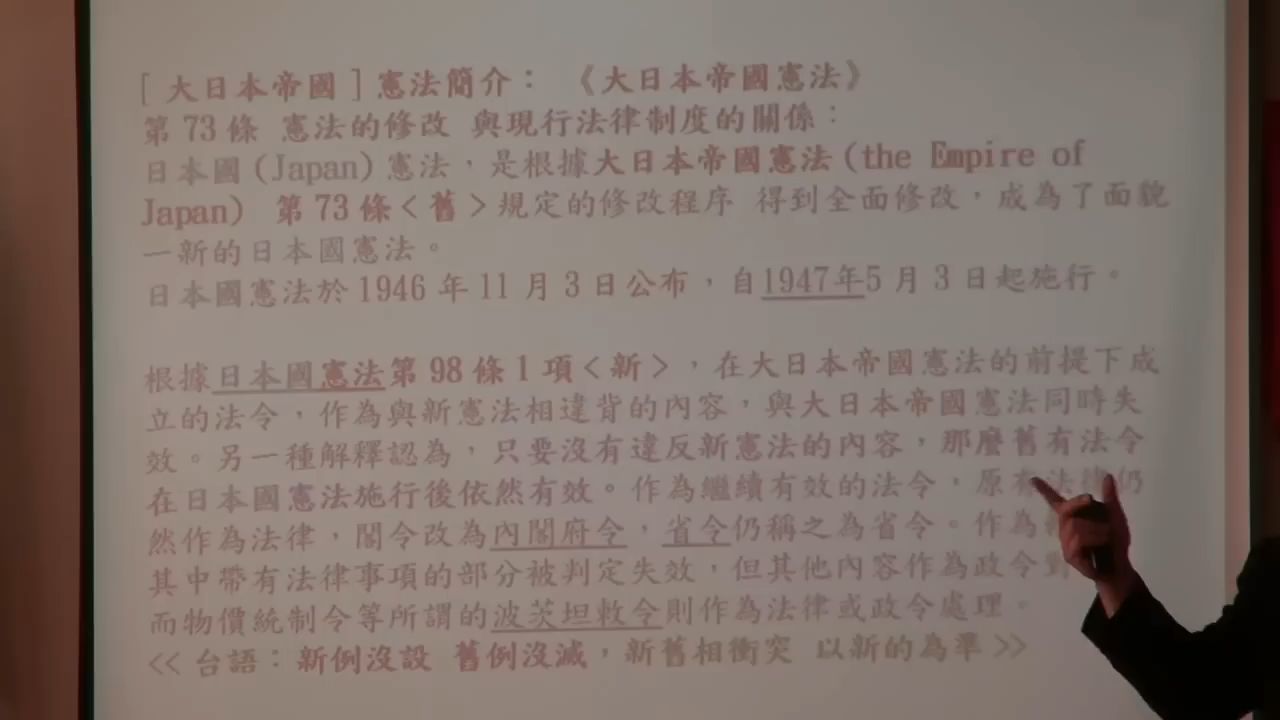 [ 大日本帝國 ] 憲法簡介： 《大日本帝國憲法》
第 73 條 憲法的修改 與現行法律制度的關係：
日本國 (Japan) 憲法，是根據大日本帝國憲法 (the Empire of
Japan) 第 73 條 < 舊 > 規定的修改程序 得到全面修改，成為了面貌
一新的日本國憲法。
日本國憲法於 1946 年 11 月 3 日公布，自1947年5 月 3 日起施行。
根據日本國憲法第 98 條 1 項 < 新 >，在大日本帝國憲法的前提下成
立的法令，作為與新憲法相違背的內容，與大日本帝國憲法同時失
效。另一種解釋認為，只要沒有違反新憲法的內容，那麼舊有法令
在日本國憲法施行後依然有效。作為繼續有效的法令，原有法律仍
然作為法律，閣令改為內閣府令，省令仍稱之為省令。作為
其中帶有法律事項的部分被判定失效，但其他內容作為政令
而物價統制令等所謂的波茨坦敕令則作為法律或政令處理。
<< 台語：新例沒設 舊例沒滅，新舊相衝突 以新的為準 >>